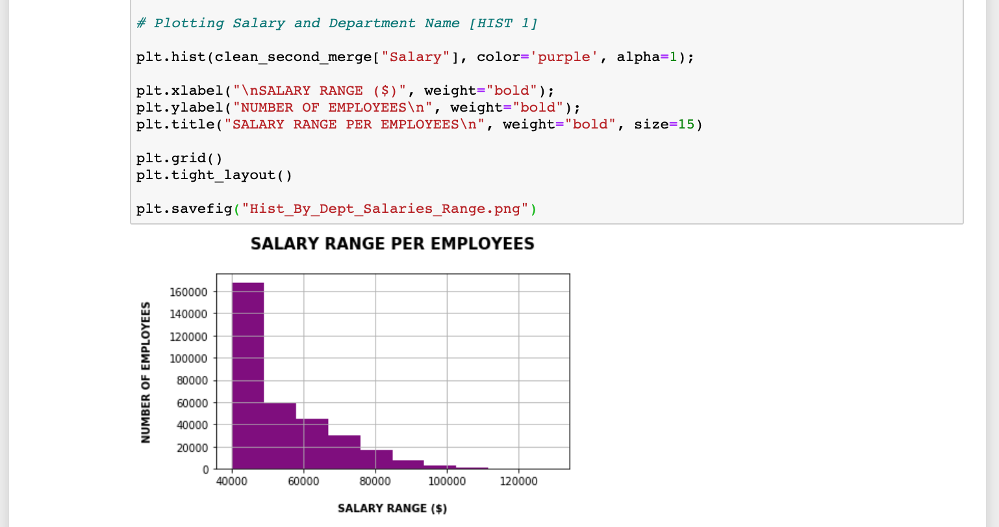 # Plotting Salary and Department Name [HIST 1]
plt.hist(clean_second_merge["Salary"], color='purple', alpha=1);
plt.xlabel("\nSALARY RANGE ($)", weight="bold");
plt.ylabel("NUMBER OF EMPLOYEES\n", weight="bold");
plt.title("SALARY RANGE PER EMPLOYEES\n", weight="bold", size=15)
plt.grid()
plt.tight_layout()
plt.savefig("Hist_By_Dept_Salaries_Range.png")
SALARY RANGE PER EMPLOYEES
NUMBER OF EMPLOYEES
160000
140000
120000
100000
80000
60000
40000
20000
0
40000 60000 80000 100000 120000
SALARY RANGE ($)